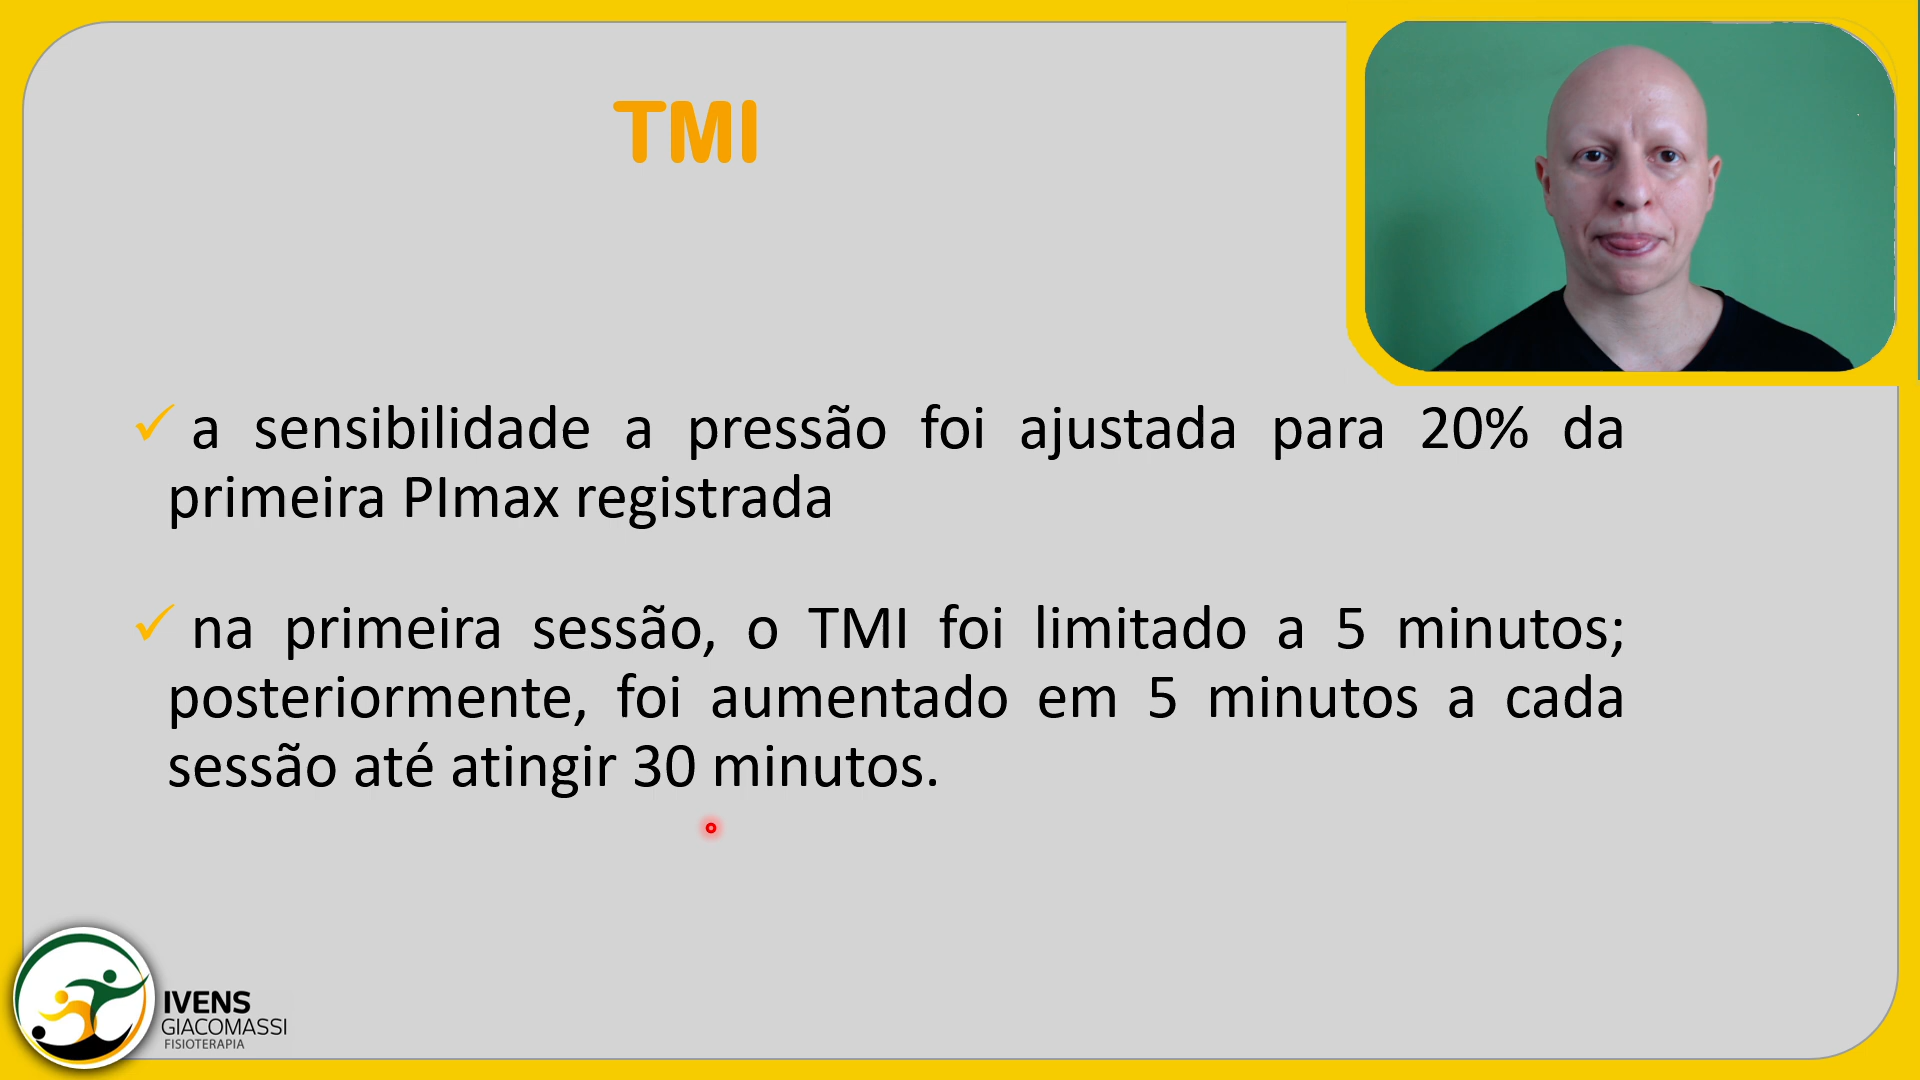 TMI
a sensibilidade a pressão foi ajustada para 20% da
primeira PImax registrada
na primeira sessão, o TMI foi limitado a 5 minutos;
posteriormente, foi aumentado em 5 minutos a cada
sessão até atingir 30 minutos.
IVENS
GIACOMASSI
FISIOTERAPIA